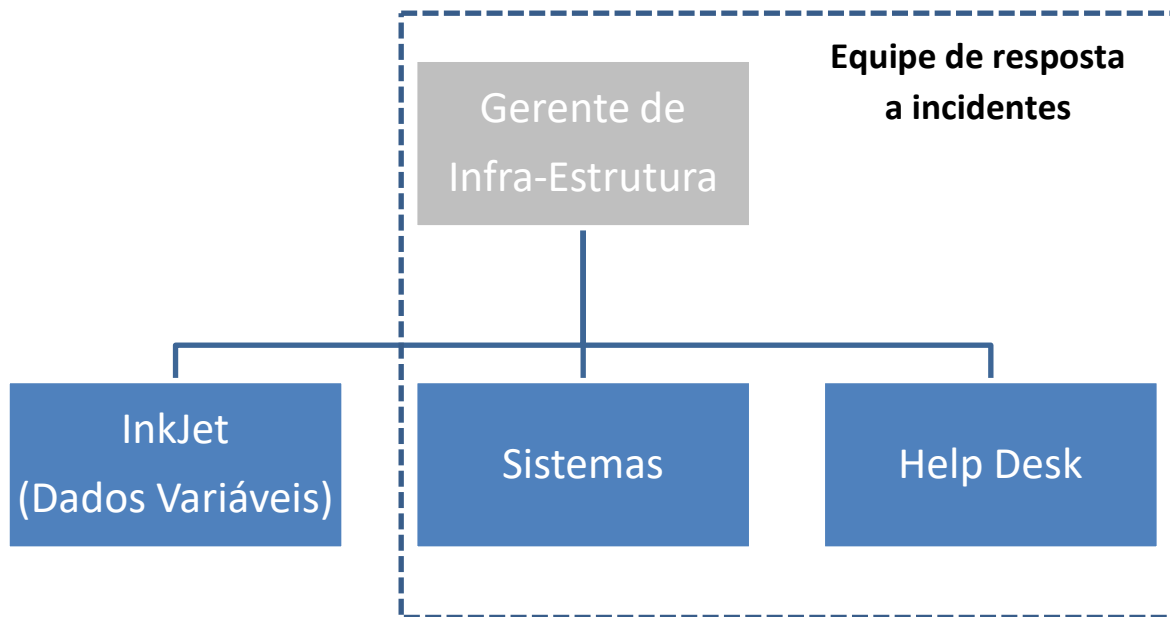 Equipe de resposta
a incidentes
Gerente de
Infra-Estrutura
InkJet
(Dados Variáveis)
Sistemas
Help Desk